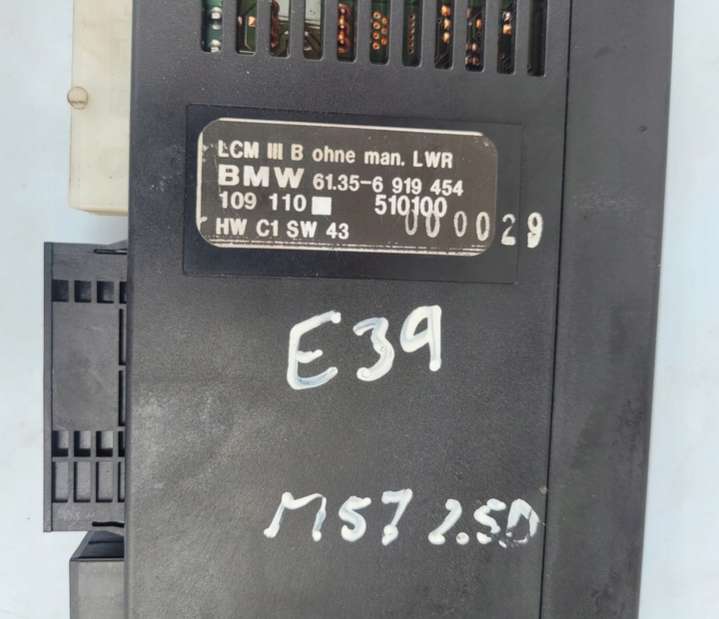 LCM III B ohne man. LWR
BMW 61.35-6 919 454
109 110 510100
HW C1 SW 43 000029
E39
M57 2.5D